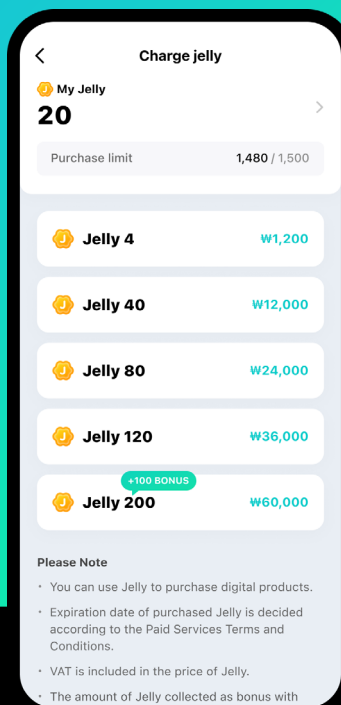 Charge jelly
My Jelly
20
Purchase limit 1,480 / 1,500
Jelly 4 ₩1,200
Jelly 40 ₩12,000
Jelly 80 ₩24,000
Jelly 120 ₩36,000
+100 BONUS
Jelly 200 ₩60,000
Please Note
· You can use Jelly to purchase digital products.
· Expiration date of purchased Jelly is decided
according to the Paid Services Terms and
Conditions.
· VAT is included in the price of Jelly.
· The amount of Jelly collected as bonus with